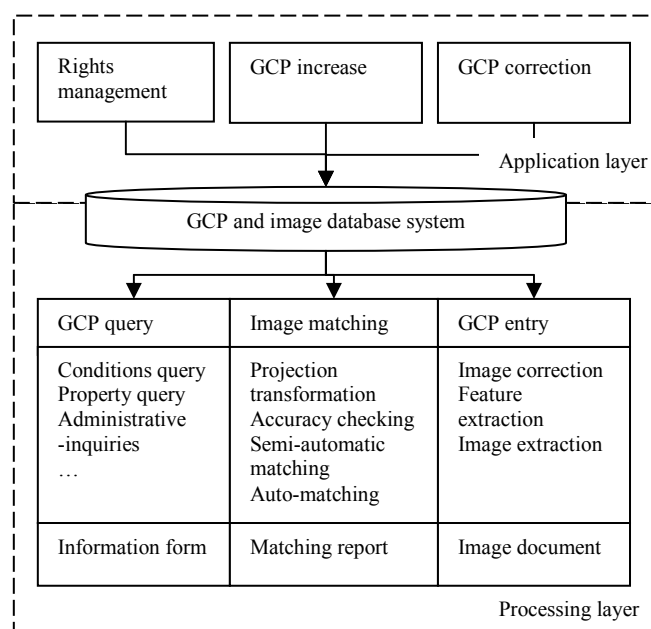 Rights
management
GCP increase
GCP correction
Application layer
GCP and image database system
GCP query
Image matching
GCP entry
Conditions query
Property query
Administrative
-inquiries
…
Projection
transformation
Accuracy checking
Semi-automatic
matching
Auto-matching
Image correction
Feature
extraction
Image extraction
Information form
Matching report
Image document
Processing layer